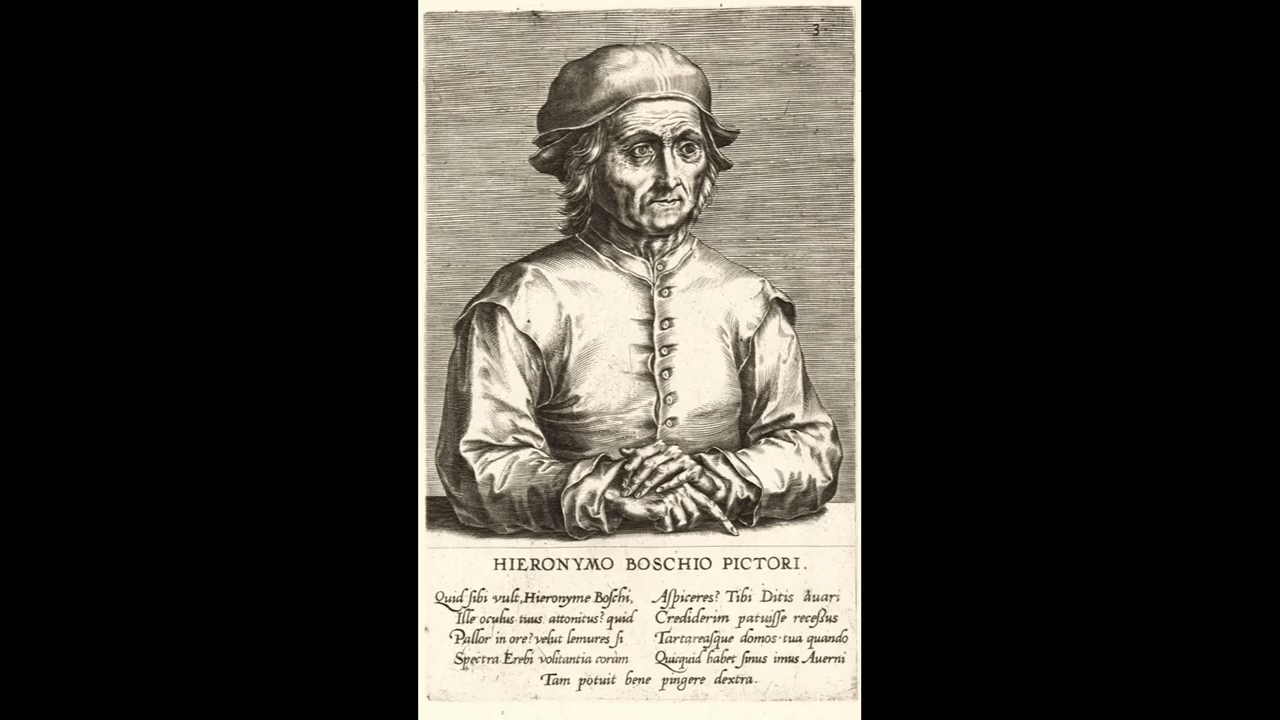 3.
HIERONYMO BOSCHIO PICTORI.
Quid ſibi vult, Hieronyme Boſchi,
Ille oculus tuus attonitus? quid
Pallor in ore? velut lemures ſi
Spectra Erebi volitantia coràm
Aſpiceres? Tibi Ditis auari
Crediderim patuiſſe receßus
Tartareaſque domos tua quando
Quicquid habet ſinus imus Auerni
Tam potuit bene pingere dextra.